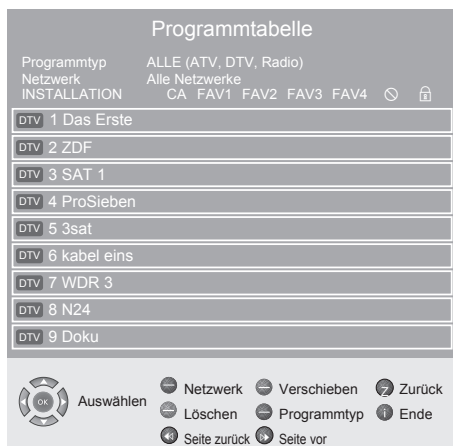 Programmtabelle
Programmtyp ALLE (ATV, DTV, Radio)
Netzwerk Alle Netzwerke
INSTALLATION CA FAV1 FAV2 FAV3 FAV4
DTV 1 Das Erste
DTV 2 ZDF
DTV 3 SAT 1
DTV 4 ProSieben
DTV 5 3sat
DTV 6 kabel eins
DTV 7 WDR 3
DTV 8 N24
DTV 9 Doku
OK Auswählen Netzwerk Verschieben Z Zurück
Löschen Programmtyp i Ende
Seite zurück Seite vor